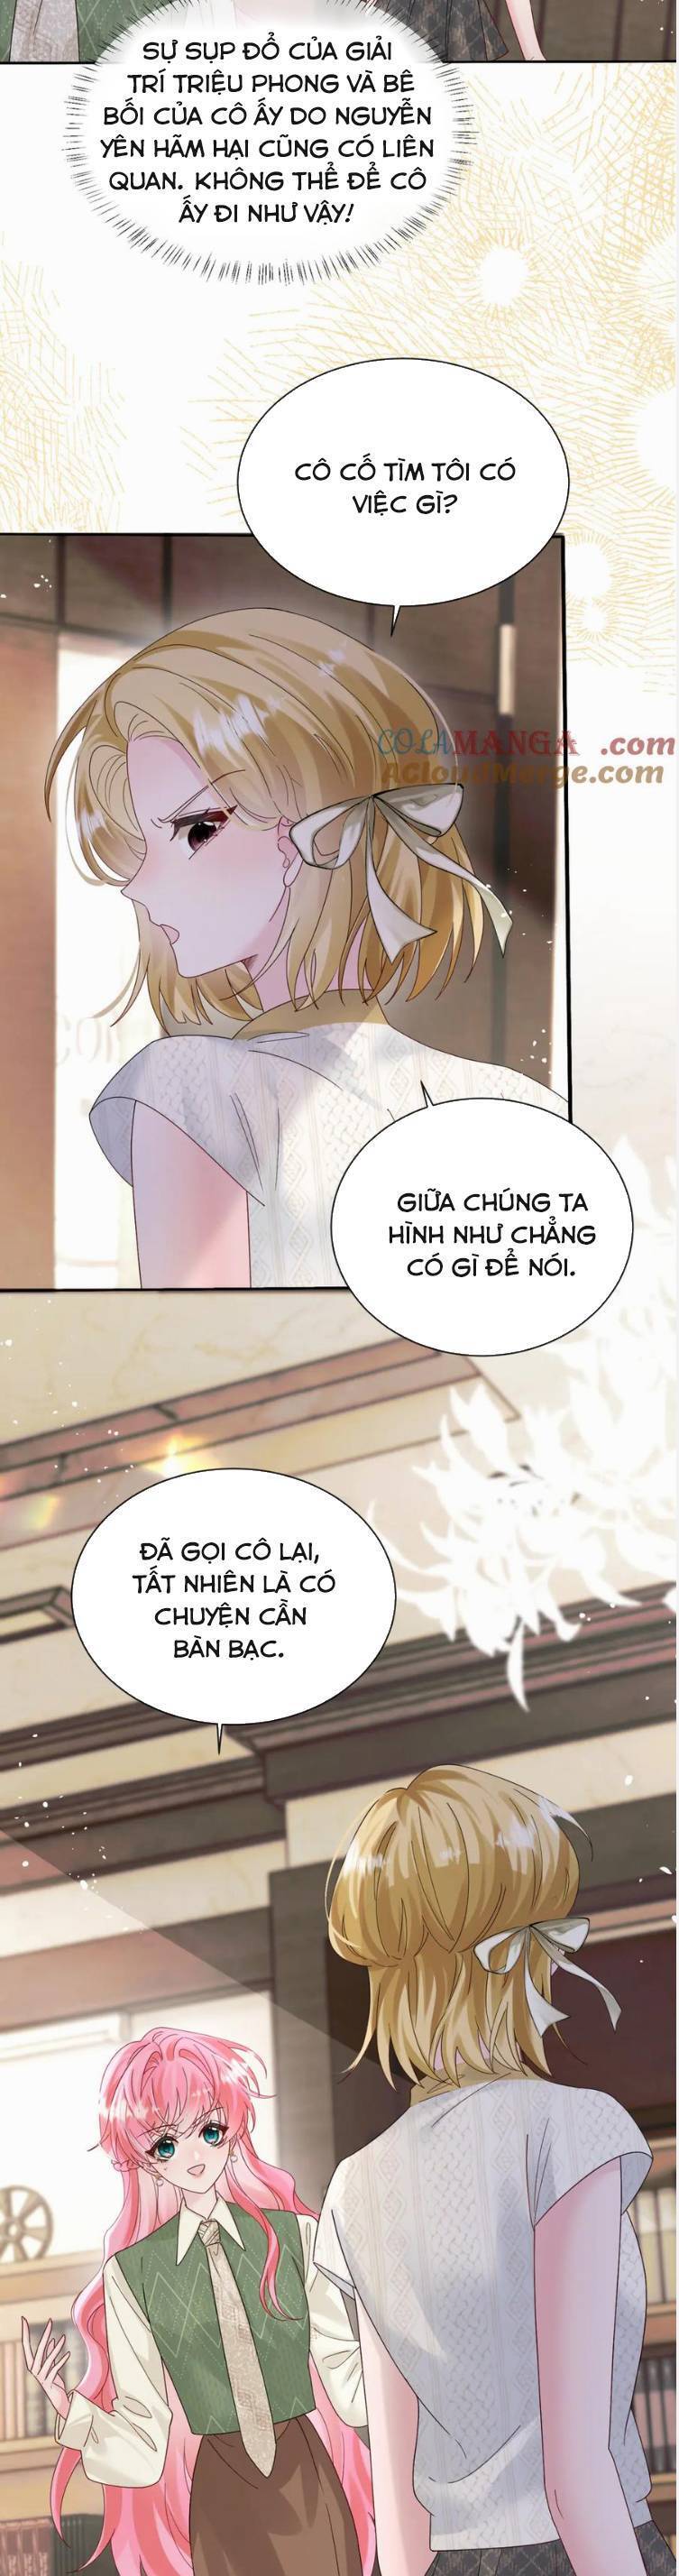 SỰ SỤP ĐỔ CỦA GIẢI
TRÍ TRIỆU PHONG VÀ BÊ
BỐI CỦA CÔ ẤY DO NGUYỄN
YÊN HÃM HẠI CŨNG CÓ LIÊN
QUAN. KHÔNG THỂ ĐỂ CÔ
ẤY ĐI NHƯ VẬY!
CÔ CỐ TÌM TÔI CÓ
VIỆC GÌ?
COLAMANGA .com
AcloudMerge.com
GIỮA CHÚNG TA
HÌNH NHƯ CHẲNG
CÓ GÌ ĐỂ NÓI.
ĐÃ GỌI CÔ LẠI,
TẤT NHIÊN LÀ CÓ
CHUYỆN CẦN
BÀN BẠC.